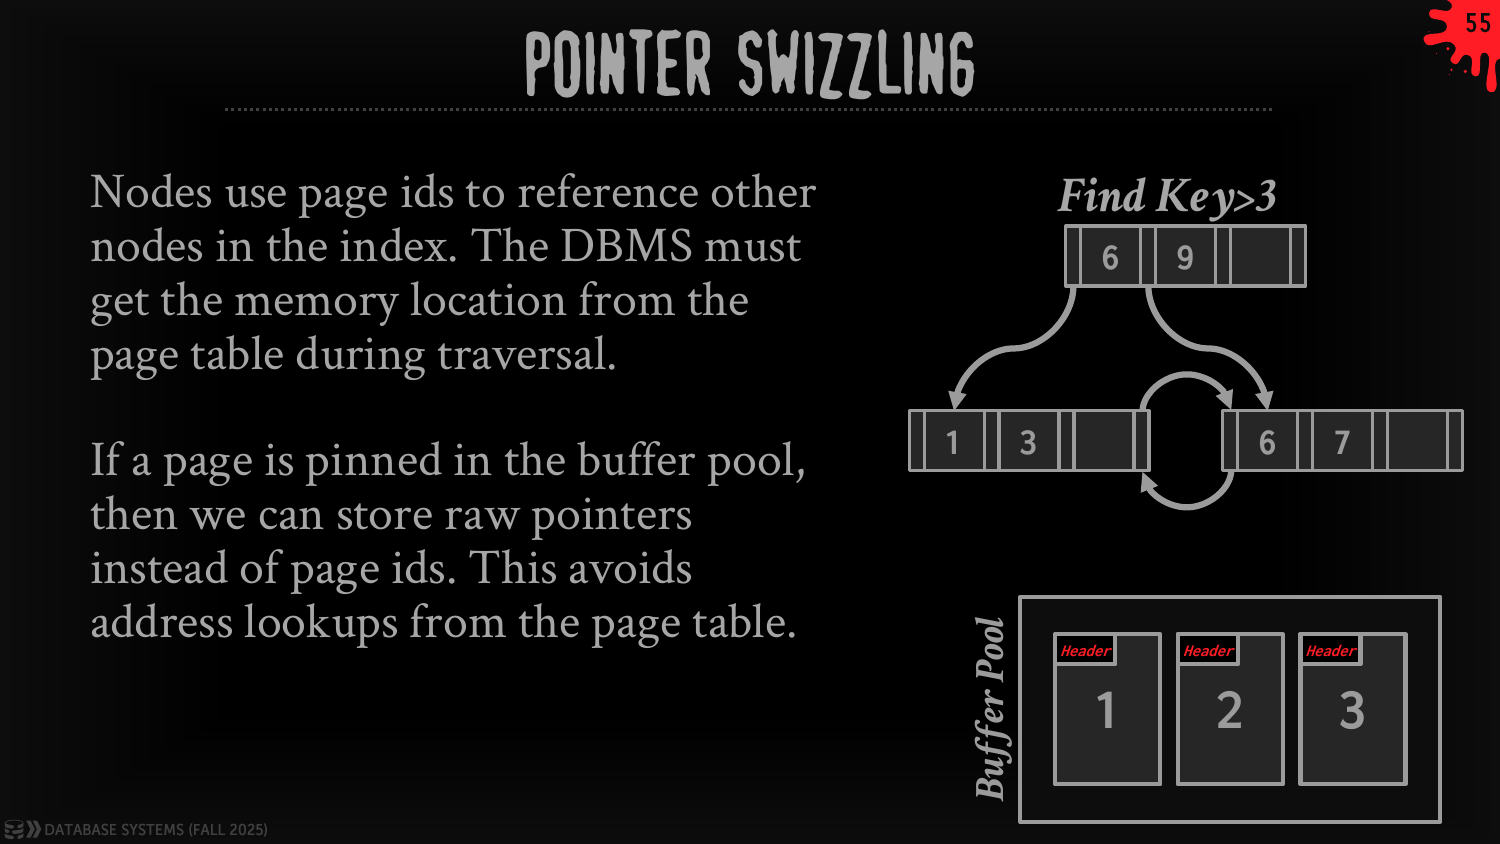 55
POINTER SWIZZLING
Nodes use page ids to reference other
nodes in the index. The DBMS must
get the memory location from the
page table during traversal.
If a page is pinned in the buffer pool,
then we can store raw pointers
instead of page ids. This avoids
address lookups from the page table.
Find Key>3
6 9
1 3
6 7
Buffer Pool
Header Header Header
1 2 3
DATABASE SYSTEMS (FALL 2025)